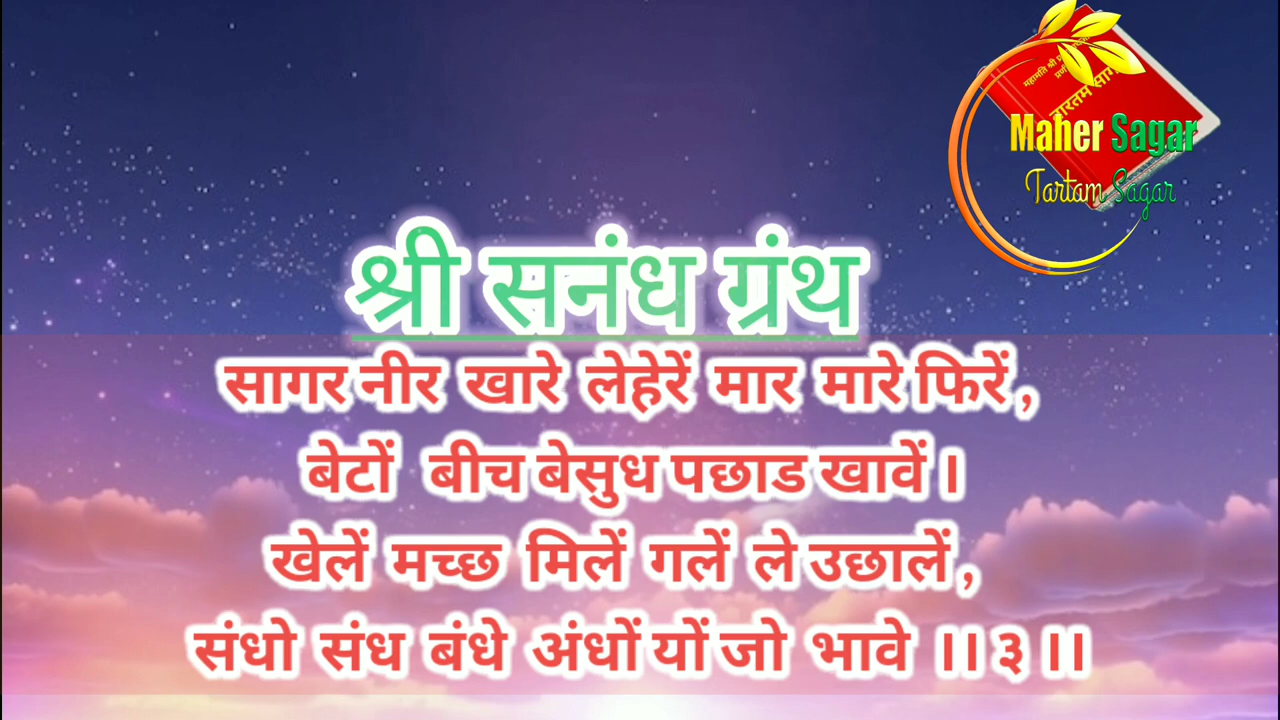 Maher Sagar
Tartam Sagar
श्री सनंध ग्रंथ
सागर नीर खारे लेहेरें मार मारे फिरें ,
बेटों बीच बेसुध पछाड खावें ।
खेलें मच्छ मिलें गलें ले उछालें ,
संधो संध बंधे अंधों यों जो भावे ।। ३ ।।